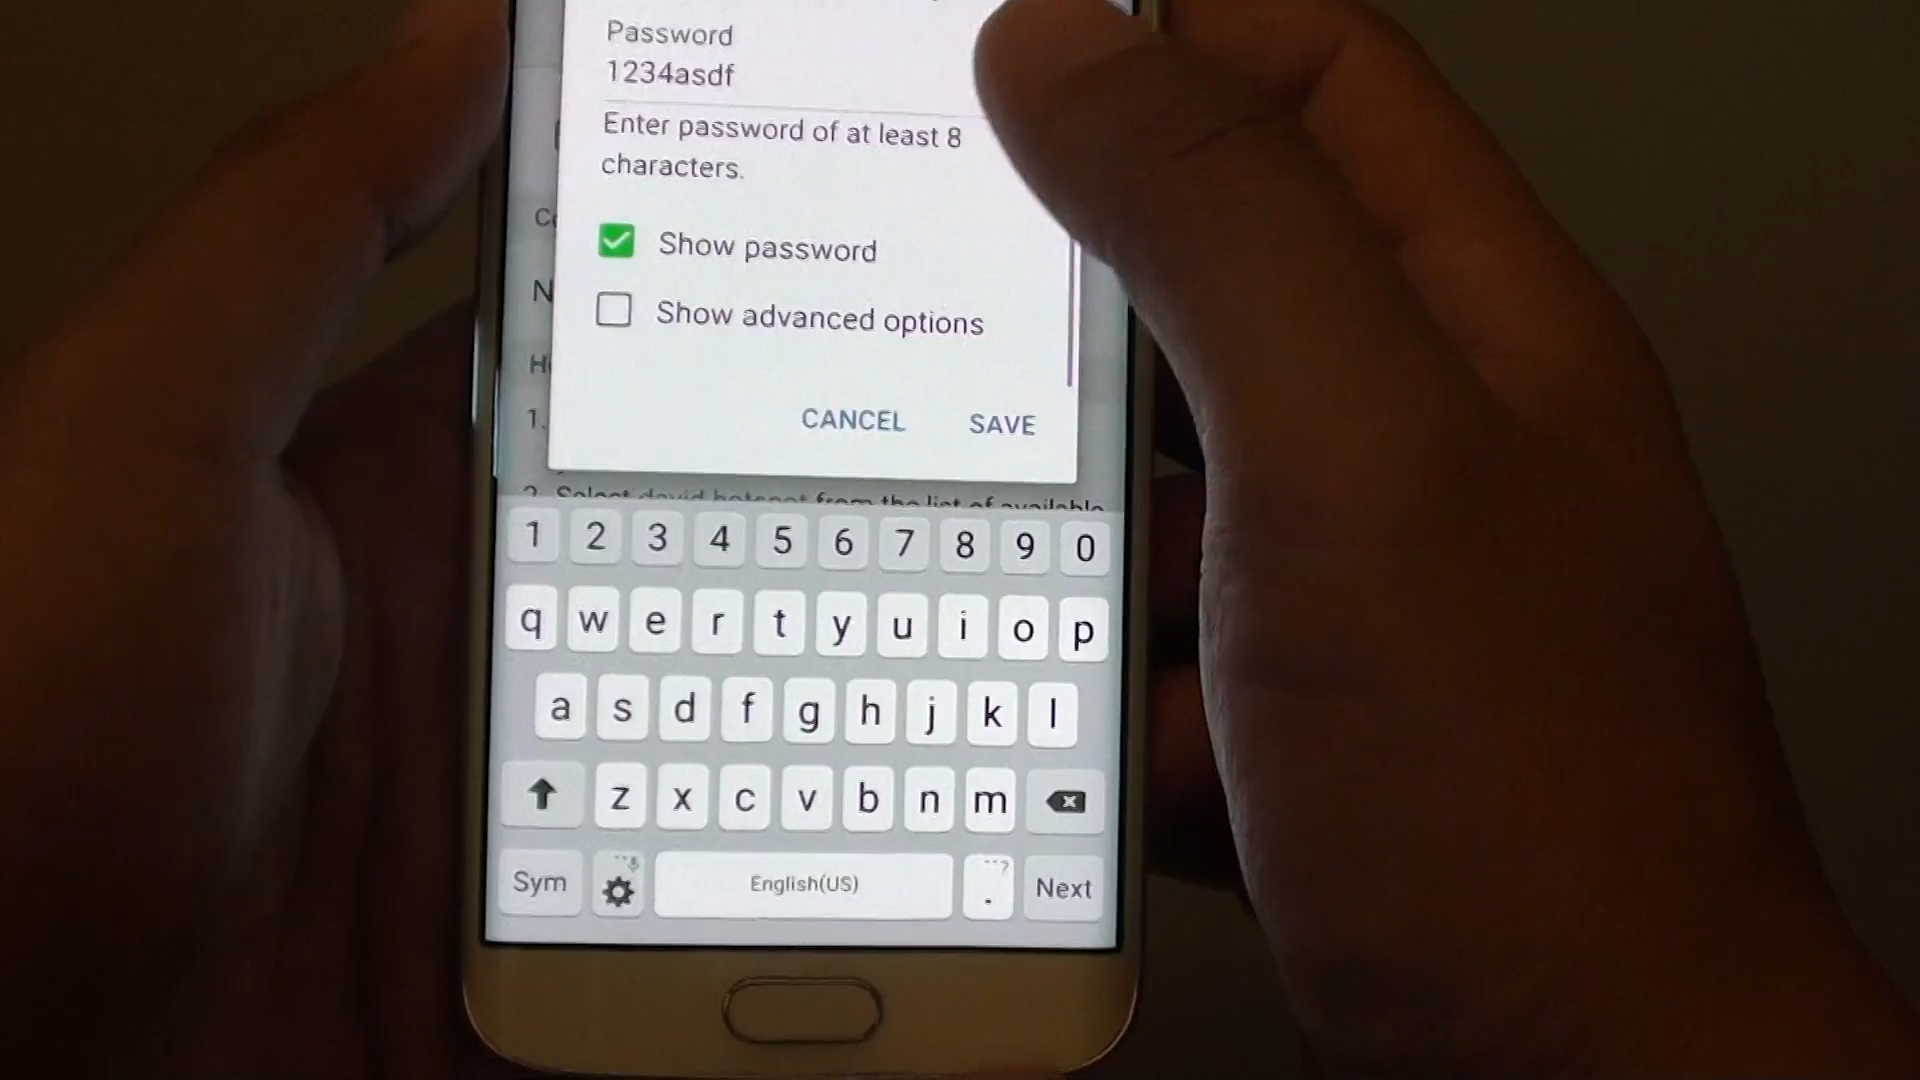 Password
1234asdf
Enter password of at least 8
characters.
Show password
Show advanced options
N
1.
CANCEL SAVE
2. Select david hotspot from the list of available
1 2 3 4 5 6 7 8 9 0
q w e r t y u i o p
a s d f g h j k l
z x c v b n m
Sym English(US) . Next